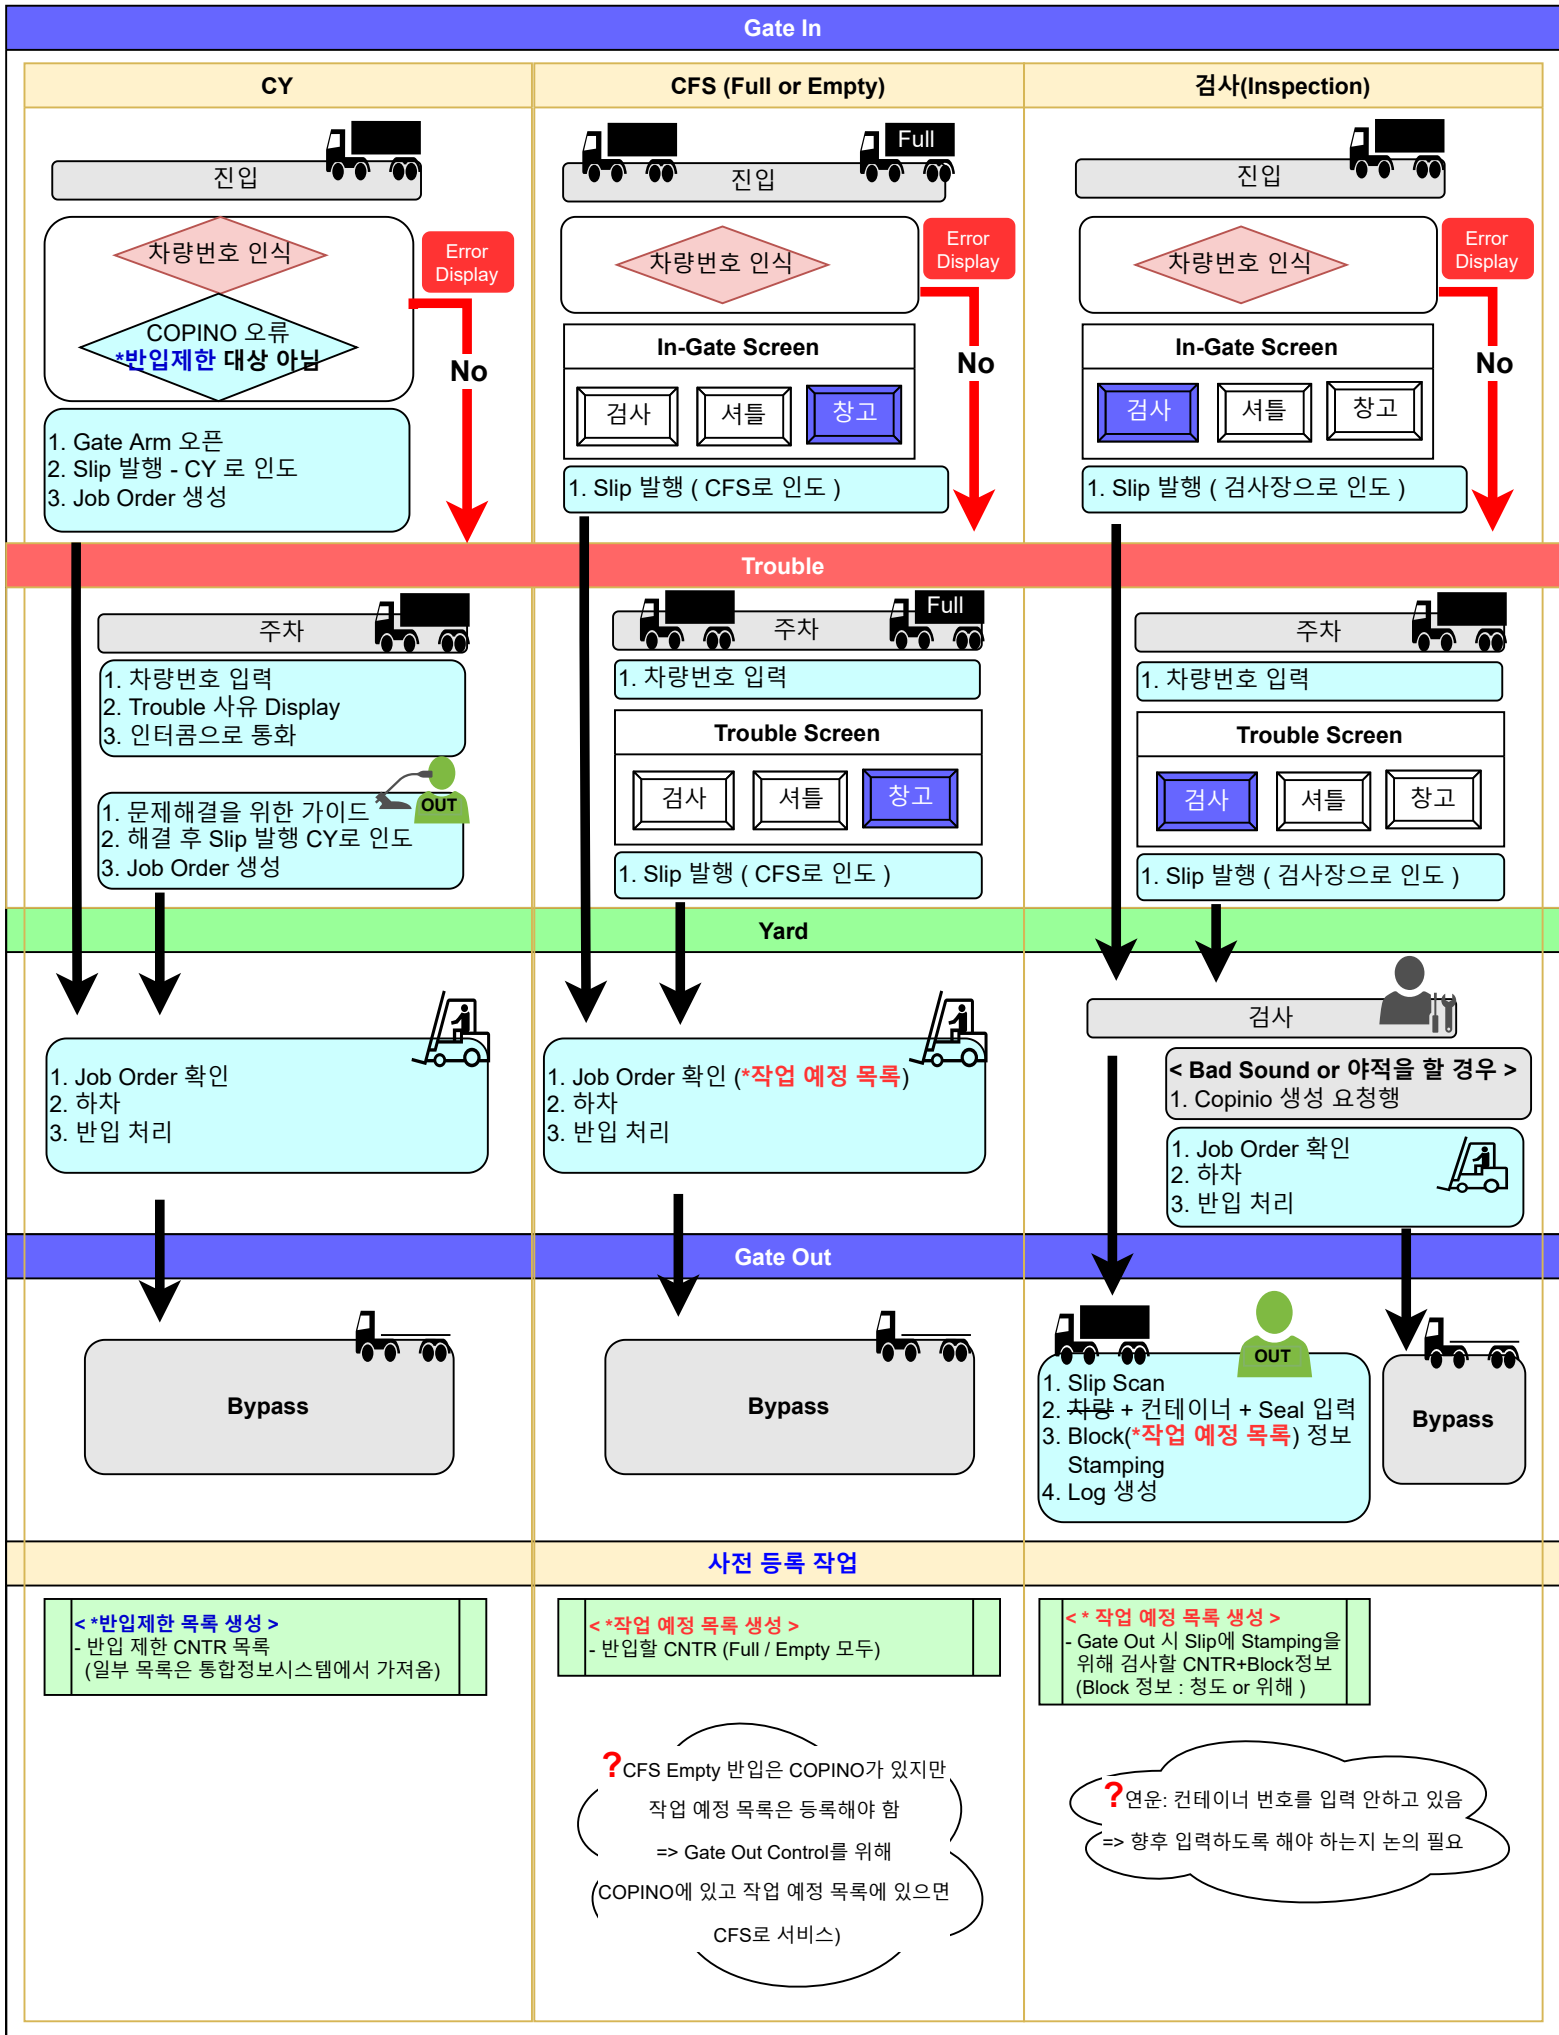 Gate In
CY
CFS (Full or Empty)
검사(Inspection)
진입
Full
진입
진입
차량번호 인식
Error
Display
COPINO 오류
*반입제한 대상 아님
No
1. Gate Arm 오픈
2. Slip 발행 - CY 로 인도
3. Job Order 생성
차량번호 인식
Error
Display
In-Gate Screen
No
검사
셔틀
창고
1. Slip 발행 ( CFS로 인도 )
차량번호 인식
Error
Display
In-Gate Screen
No
검사
셔틀
창고
1. Slip 발행 ( 검사장으로 인도 )
Trouble
주차
1. 차량번호 입력
2. Trouble 사유 Display
3. 인터콤으로 통화
OUT
1. 문제해결을 위한 가이드
2. 해결 후 Slip 발행 CY로 인도
3. Job Order 생성
Full
주차
1. 차량번호 입력
Trouble Screen
검사
셔틀
창고
1. Slip 발행 ( CFS로 인도 )
주차
1. 차량번호 입력
Trouble Screen
검사
셔틀
창고
1. Slip 발행 ( 검사장으로 인도 )
Yard
1. Job Order 확인
2. 하차
3. 반입 처리
1. Job Order 확인 (*작업 예정 목록)
2. 하차
3. 반입 처리
검사
< Bad Sound or 야적을 할 경우 >
1. Copinio 생성 요청행
1. Job Order 확인
2. 하차
3. 반입 처리
Gate Out
Bypass
Bypass
OUT
1. Slip Scan
2. 차량 + 컨테이너 + Seal 입력
3. Block(*작업 예정 목록) 정보
Stamping
4. Log 생성
Bypass
사전 등록 작업
< *반입제한 목록 생성 >
- 반입 제한 CNTR 목록
(일부 목록은 통합정보시스템에서 가져옴)
< *작업 예정 목록 생성 >
- 반입할 CNTR (Full / Empty 모두)
< * 작업 예정 목록 생성 >
- Gate Out 시 Slip에 Stamping을
위해 검사할 CNTR+Block정보
(Block 정보 : 청도 or 위해 )
?CFS Empty 반입은 COPINO가 있지만
작업 예정 목록은 등록해야 함
=> Gate Out Control를 위해
COPINO에 있고 작업 예정 목록에 있으면
CFS로 서비스)
?연운: 컨테이너 번호를 입력 안하고 있음
=> 향후 입력하도록 해야 하는지 논의 필요